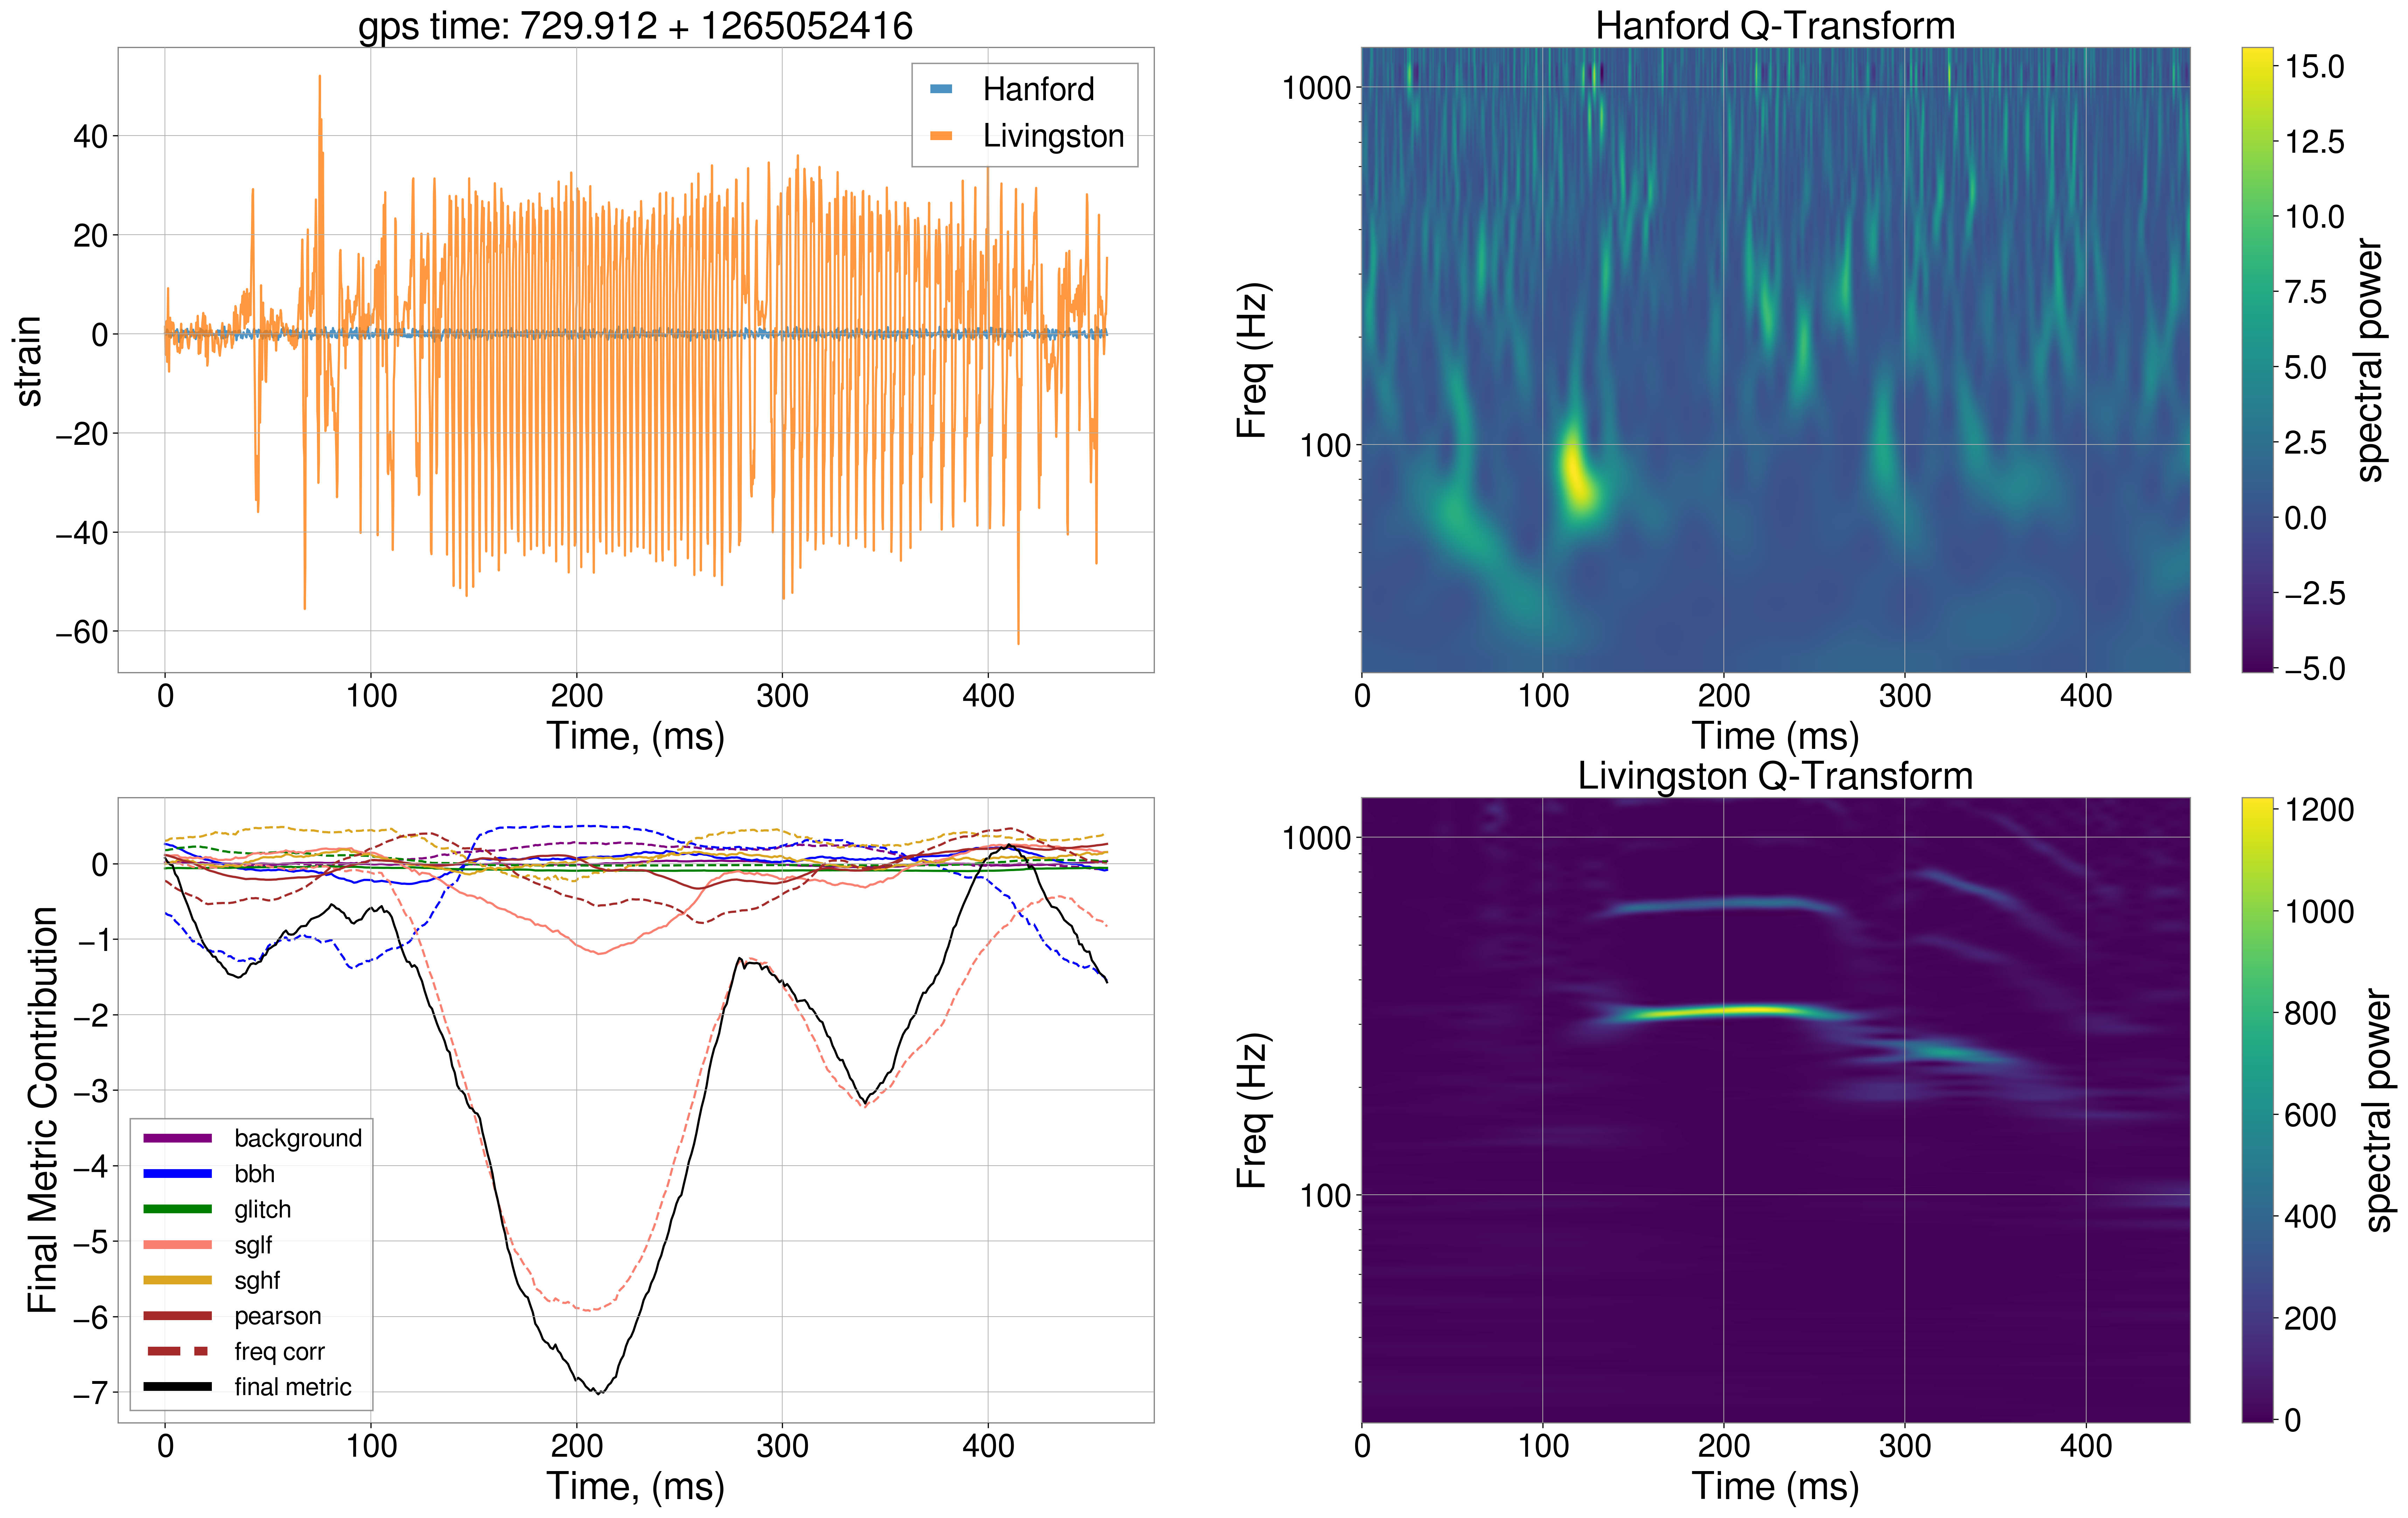 gps time: 729.912 + 1265052416
strain
40
20
0
−20
−40
−60
Hanford
Livingston
0 100 200 300 400
Time, (ms)
Hanford Q-Transform
Freq (Hz)
1000
100
0 100 200 300 400
Time (ms)
15.0
12.5
10.0
7.5
5.0
2.5
0.0
−2.5
−5.0
spectral power
Final Metric Contribution
0
−1
−2
−3
−4
−5
−6
−7
background
bbh
glitch
sglf
sghf
pearson
freq corr
final metric
0 100 200 300 400
Time, (ms)
Livingston Q-Transform
Freq (Hz)
1000
100
0 100 200 300 400
Time (ms)
1200
1000
800
600
400
200
0
spectral power